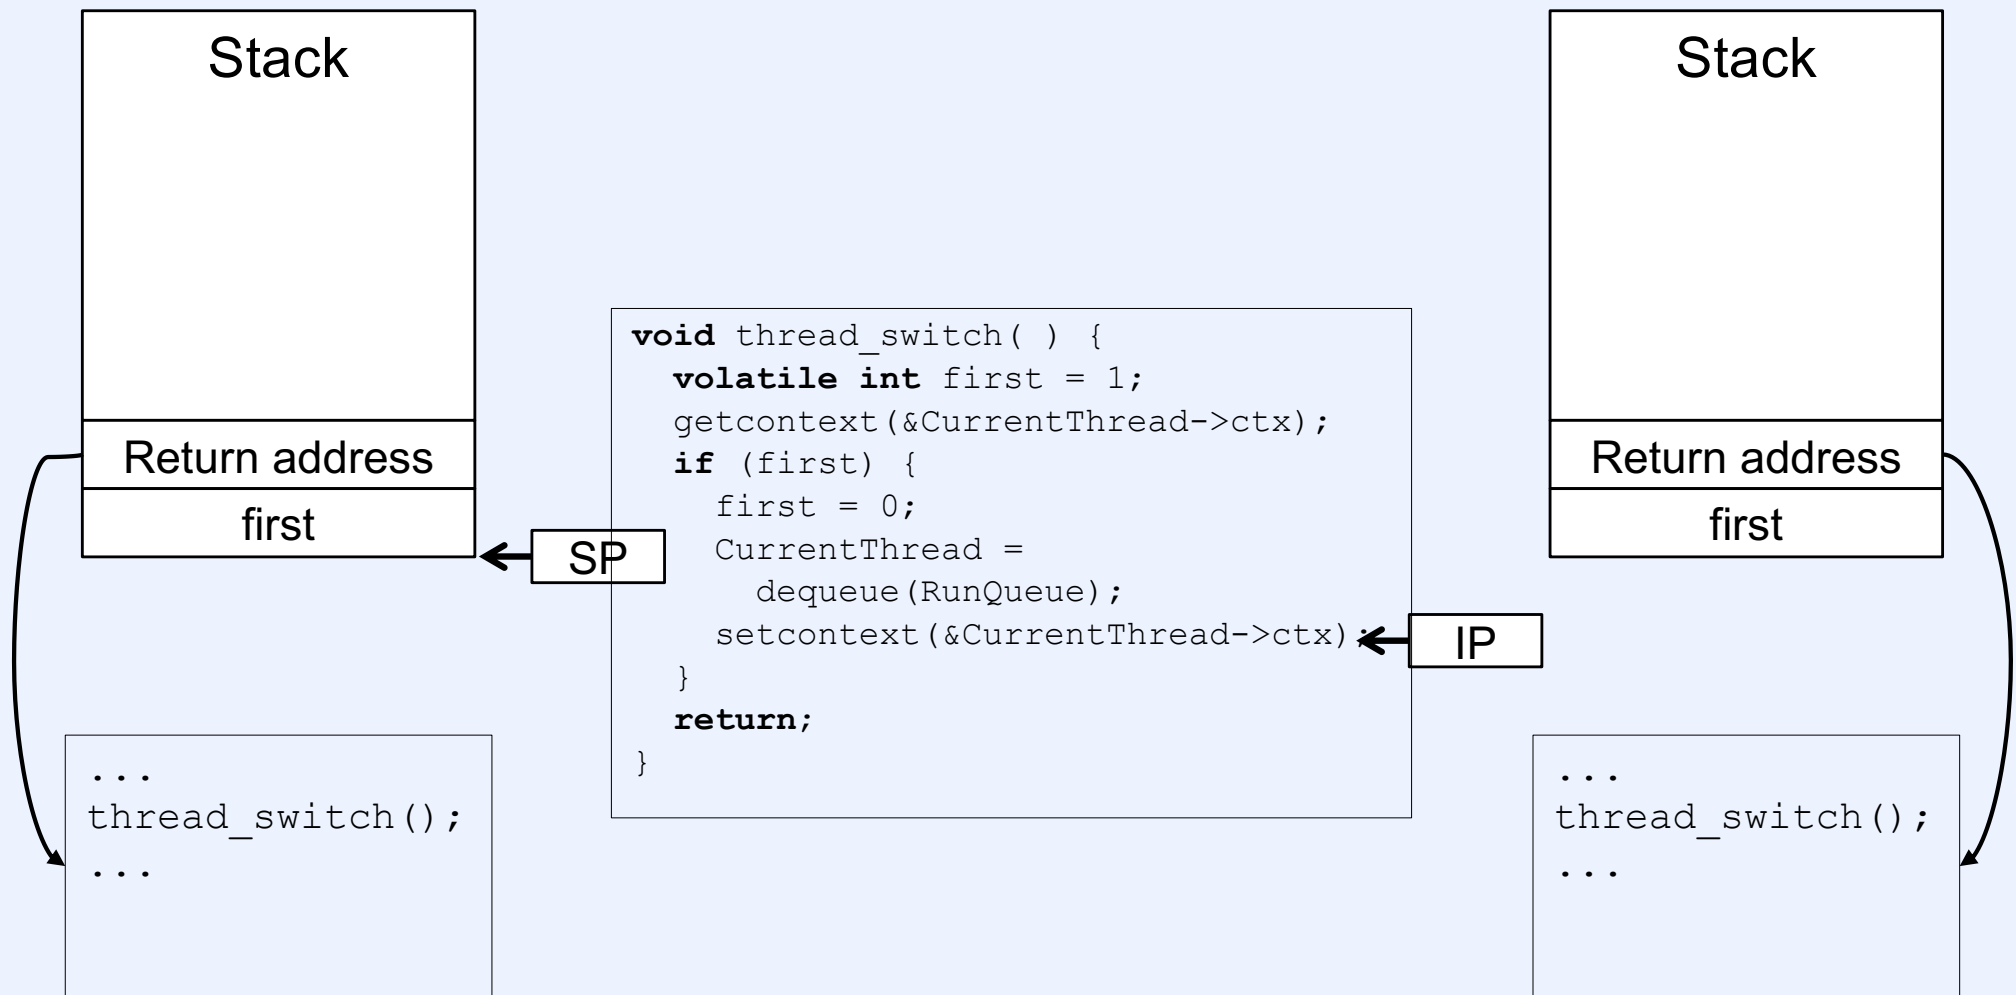 Stack
Return address
first
SP
void thread_switch( ) {
  volatile int first = 1;
  getcontext(&CurrentThread->ctx);
  if (first) {
    first = 0;
    CurrentThread =
      dequeue(RunQueue);
    setcontext(&CurrentThread->ctx);
  }
  return;
}
IP
Stack
Return address
first
...
thread_switch();
...
...
thread_switch();
...